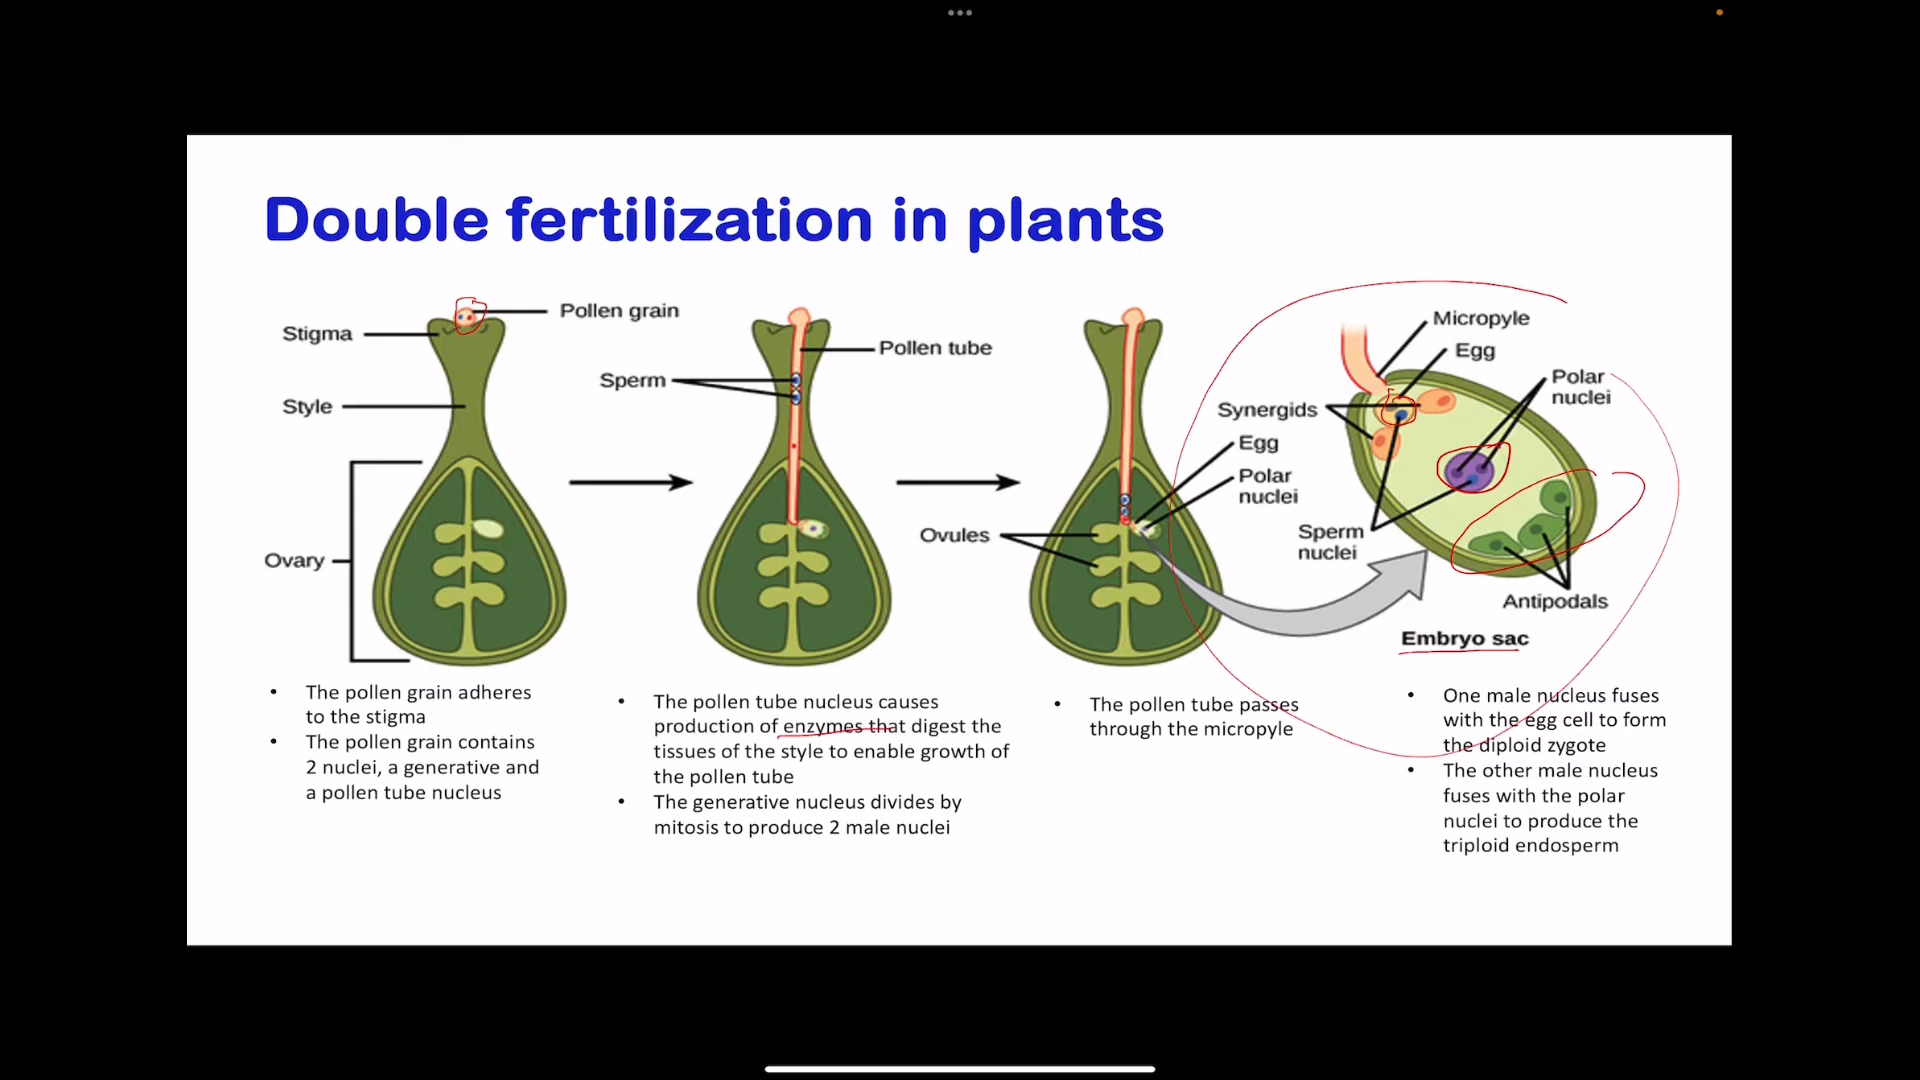 Double fertilization in plants
Pollen grain
Stigma
Style
Ovary
Pollen tube
Sperm
Ovules
Egg
Polar
nuclei
Micropyle
Egg
Polar
nuclei
Synergids
Sperm
nuclei
Antipodals
Embryo sac
• The pollen grain adheres
to the stigma
• The pollen grain contains
2 nuclei, a generative and
a pollen tube nucleus
• The pollen tube nucleus causes
production of enzymes that digest the
tissues of the style to enable growth of
the pollen tube
• The generative nucleus divides by
mitosis to produce 2 male nuclei
• The pollen tube passes
through the micropyle
• One male nucleus fuses
with the egg cell to form
the diploid zygote
• The other male nucleus
fuses with the polar
nuclei to produce the
triploid endosperm